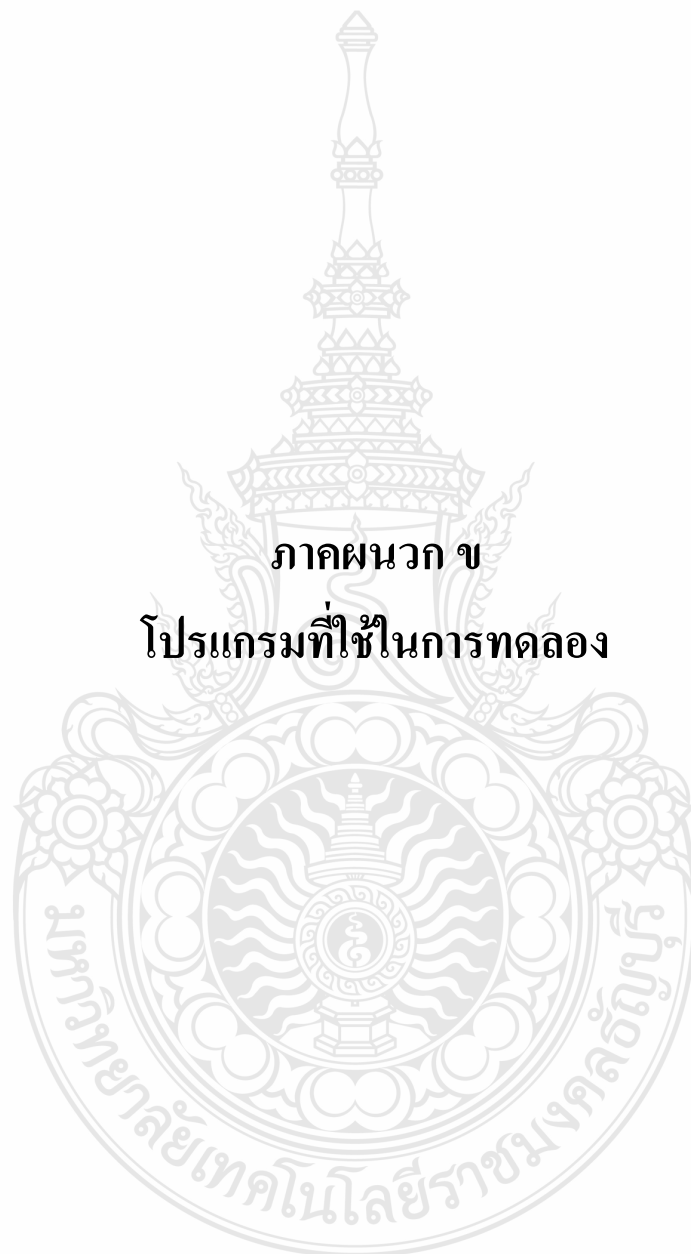 ภาคผนวก ข
โปรแกรมที่ใช้ในการทดลอง
มหาวิทยาลัยเทคโนโลยีราชมงคลธัญบุรี